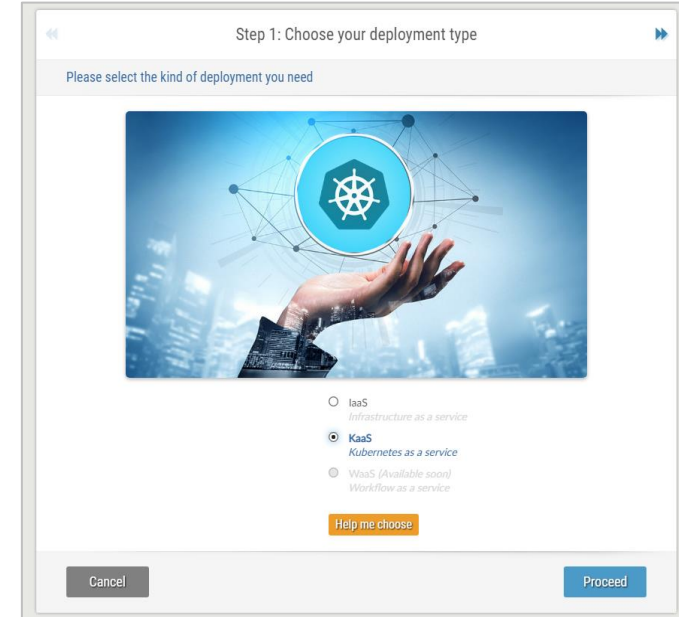 Step 1: Choose your deployment type
Please select the kind of deployment you need
IaaS
Infrastructure as a service
KaaS
Kubernetes as a service
WaaS (Available soon)
Workflow as a service
Help me choose
Cancel
Proceed